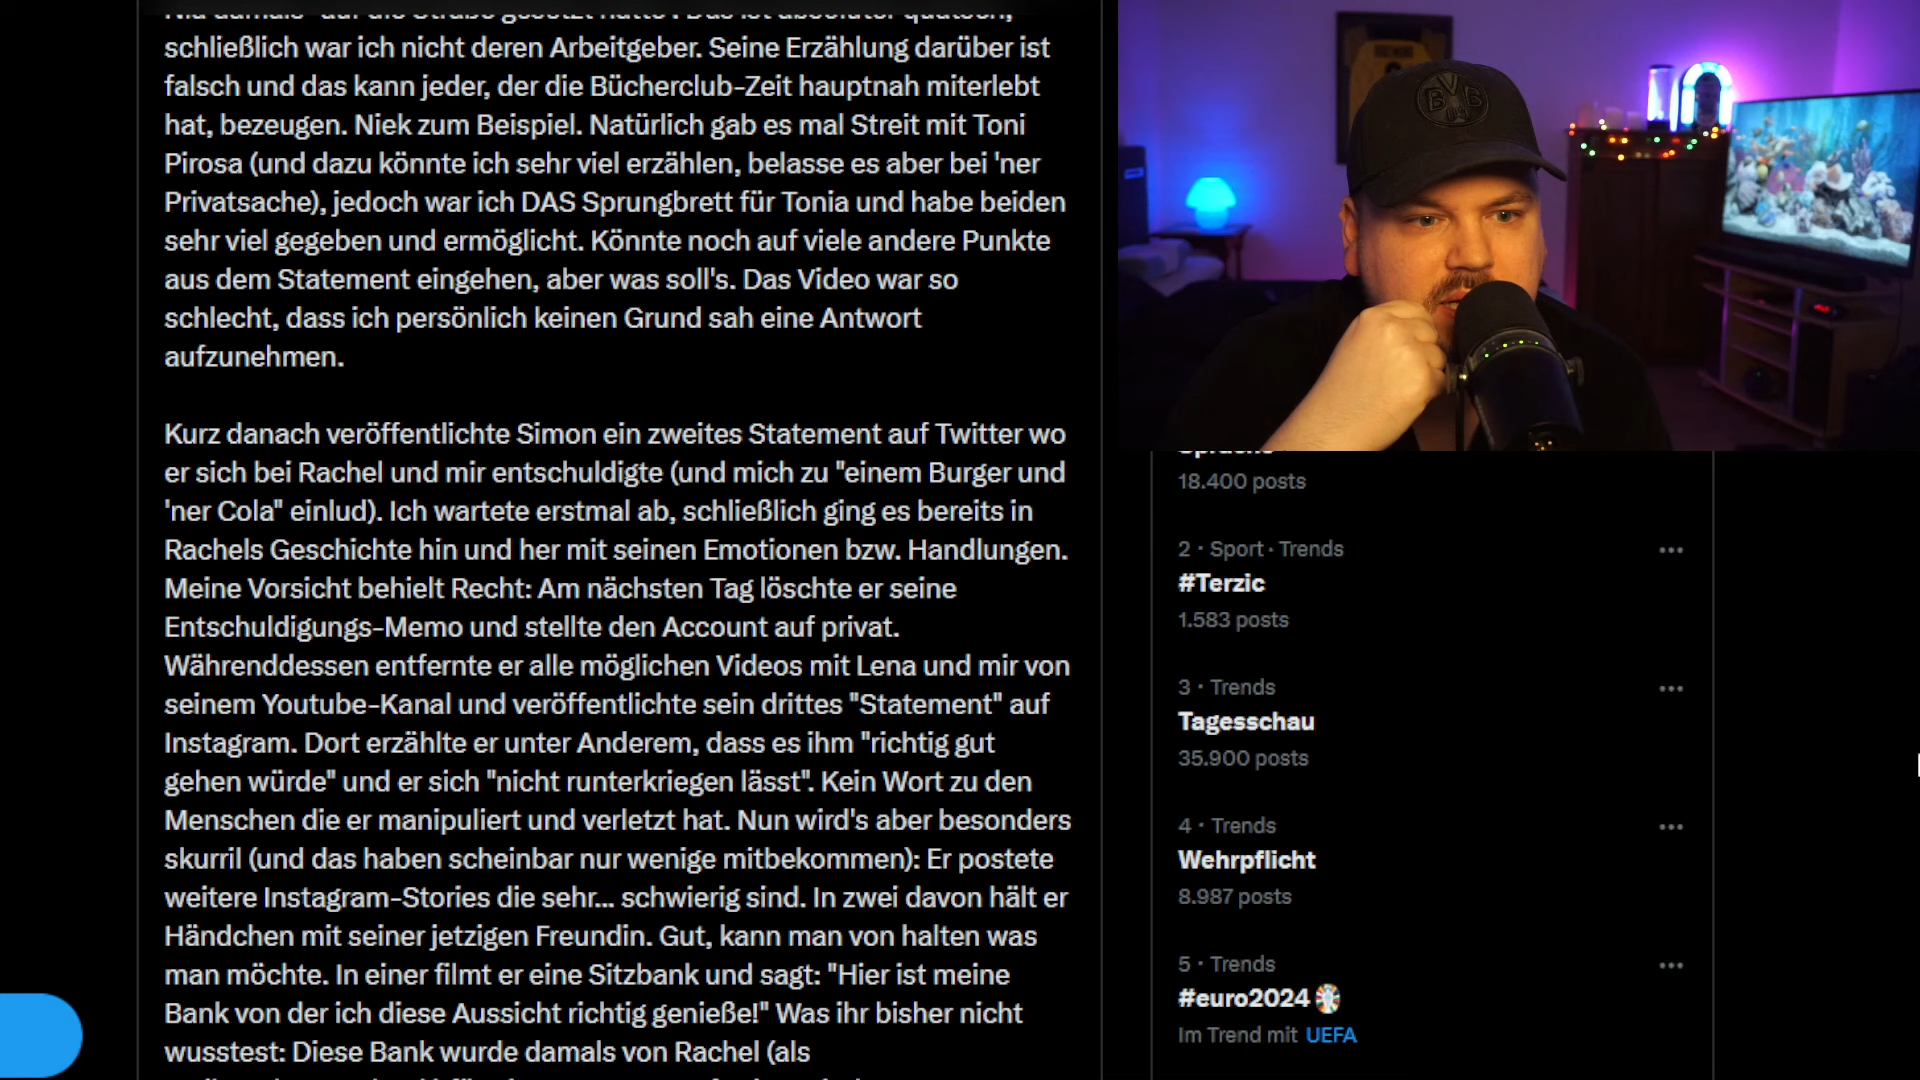 schließlich war ich nicht deren Arbeitgeber. Seine Erzählung darüber ist
falsch und das kann jeder, der die Bücherclub-Zeit hauptnah miterlebt
hat, bezeugen. Niek zum Beispiel. Natürlich gab es mal Streit mit Toni
Pirosa (und dazu könnte ich sehr viel erzählen, belasse es aber bei 'ner
Privatsache), jedoch war ich DAS Sprungbrett für Tonia und habe beiden
sehr viel gegeben und ermöglicht. Könnte noch auf viele andere Punkte
aus dem Statement eingehen, aber was soll's. Das Video war so
schlecht, dass ich persönlich keinen Grund sah eine Antwort
aufzunehmen.
Kurz danach veröffentlichte Simon ein zweites Statement auf Twitter wo
er sich bei Rachel und mir entschuldigte (und mich zu "einem Burger und
'ner Cola" einlud). Ich wartete erstmal ab, schließlich ging es bereits in
Rachels Geschichte hin und her mit seinen Emotionen bzw. Handlungen.
Meine Vorsicht behielt Recht: Am nächsten Tag löschte er seine
Entschuldigungs-Memo und stellte den Account auf privat.
Währenddessen entfernte er alle möglichen Videos mit Lena und mir von
seinem Youtube-Kanal und veröffentlichte sein drittes "Statement" auf
Instagram. Dort erzählte er unter Anderem, dass es ihm "richtig gut
gehen würde" und er sich "nicht runterkriegen lässt". Kein Wort zu den
Menschen die er manipuliert und verletzt hat. Nun wird's aber besonders
skurril (und das haben scheinbar nur wenige mitbekommen): Er postete
weitere Instagram-Stories die sehr... schwierig sind. In zwei davon hält er
Händchen mit seiner jetzigen Freundin. Gut, kann man von halten was
man möchte. In einer filmt er eine Sitzbank und sagt: "Hier ist meine
Bank von der ich diese Aussicht richtig genieße!" Was ihr bisher nicht
wusstest: Diese Bank wurde damals von Rachel (als
BVB
09
18.400 posts
2 · Sport · Trends
#Terzic
1.583 posts
3 · Trends
Tagesschau
35.900 posts
4 · Trends
Wehrpflicht
8.987 posts
5 · Trends
#euro2024
Im Trend mit UEFA